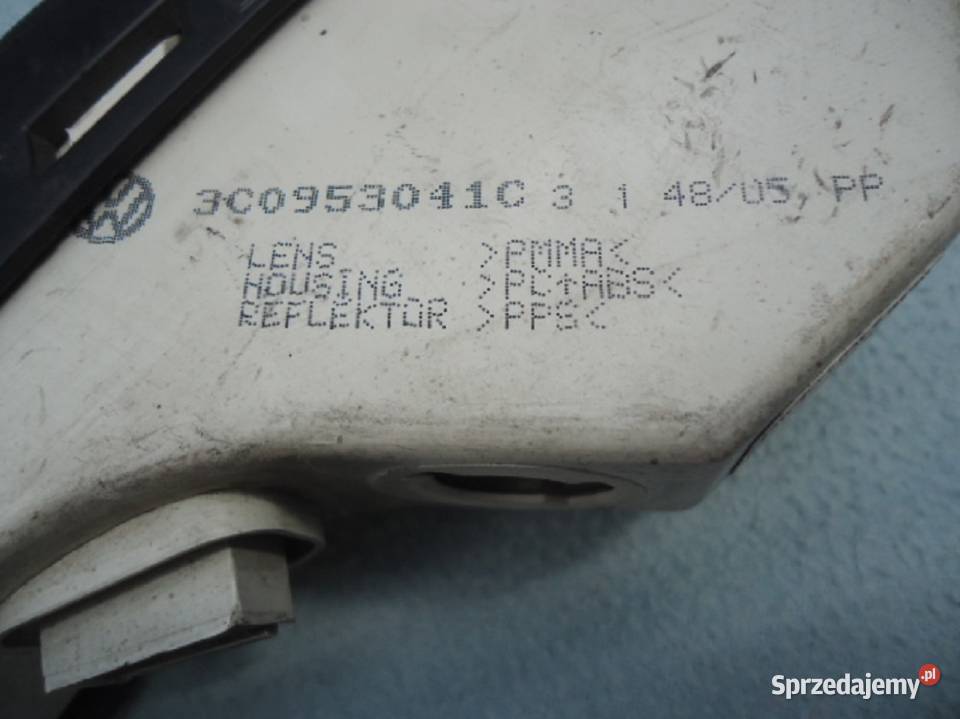 3C0953041C 3 1 48/05, PP
LENS >PMMA<
HOUSING >PC+ABS<
REFLEKTOR >PPS<
Sprzedajemy.pl